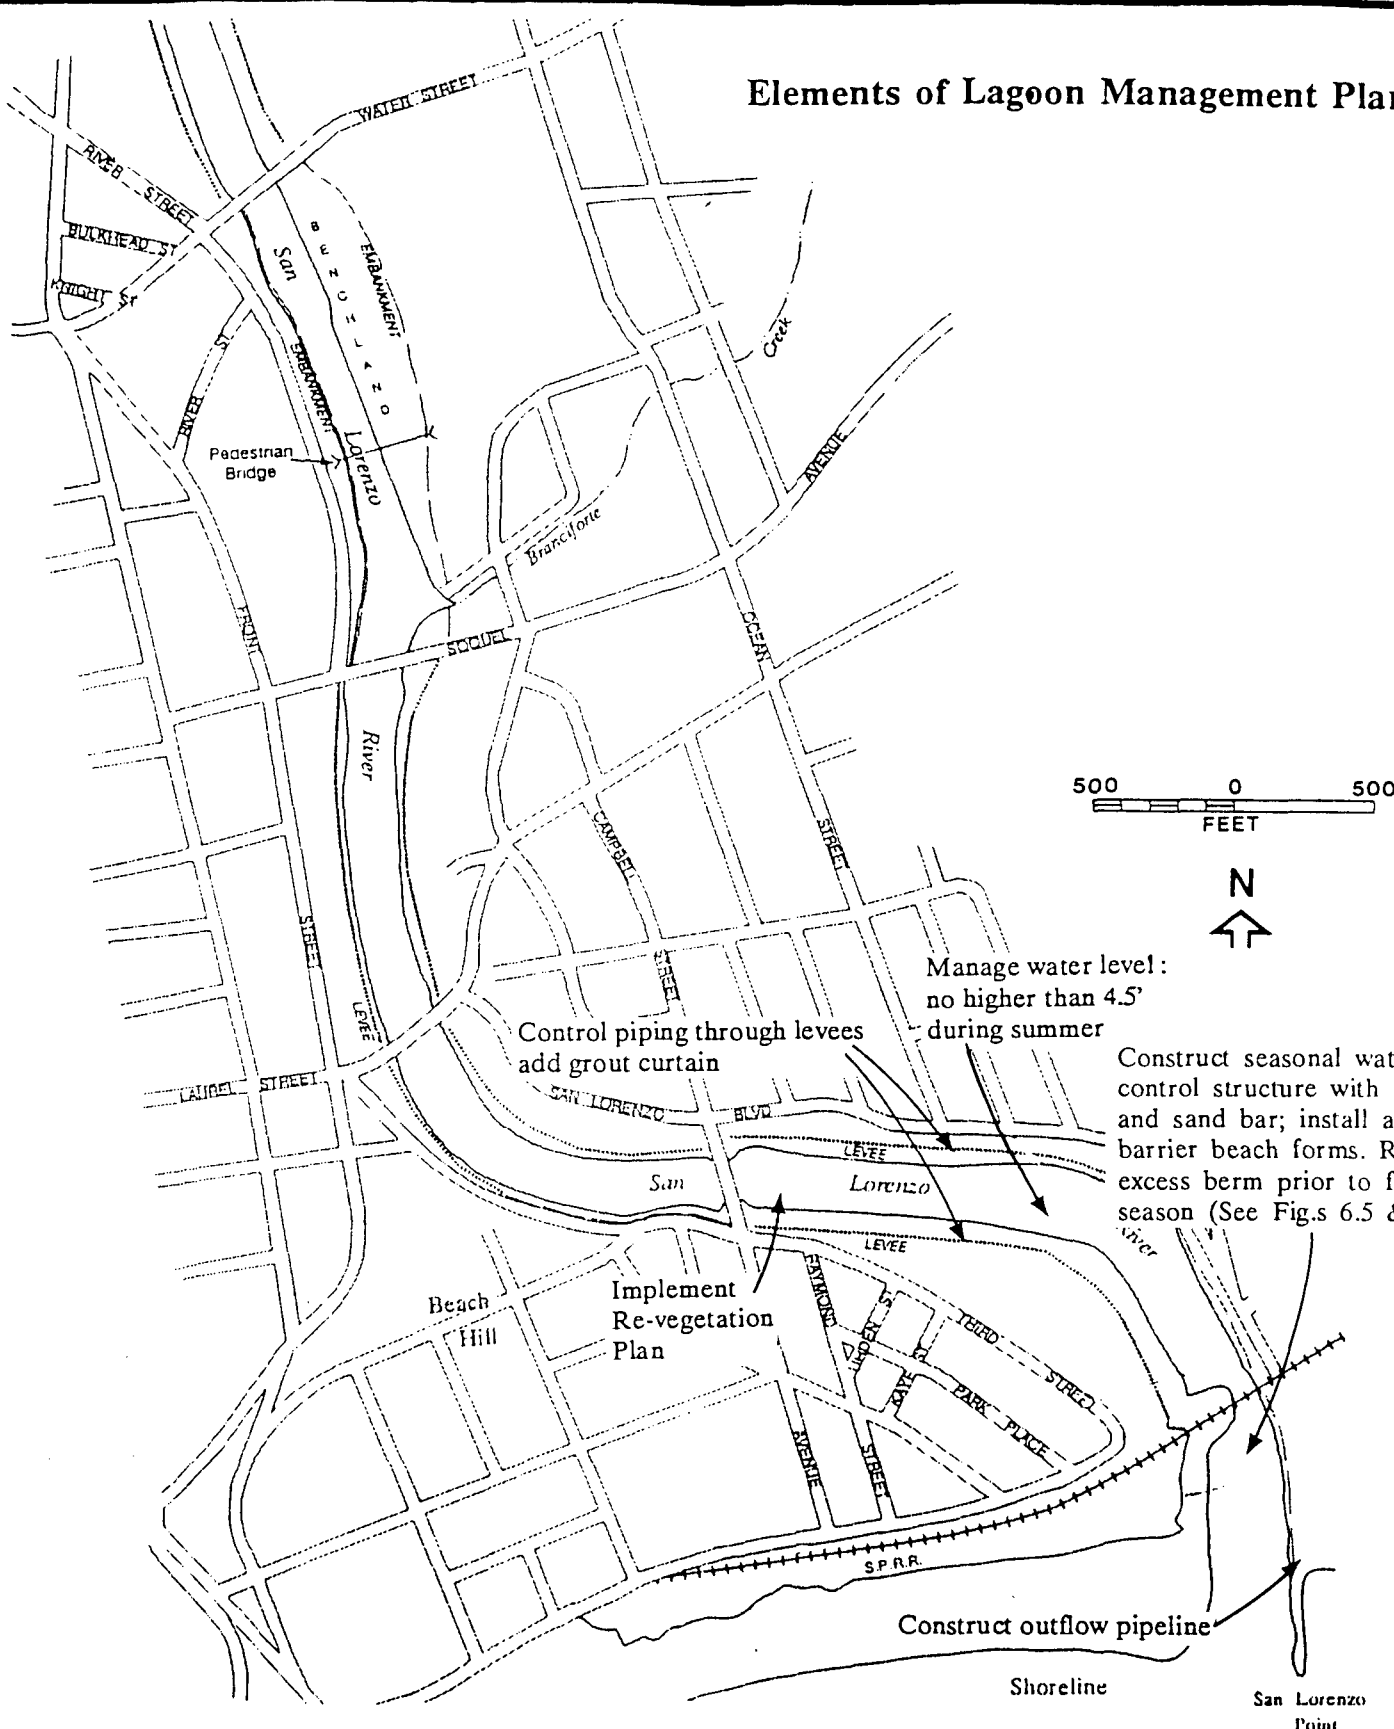 Elements of Lagoon Management Plan
WATER STREET
RIVER STREET
BULKHEAD ST
KNIGHT ST
San
BENCHLAND
EMBANKMENT
EMBANKMENT
RIVER ST
Creek
Pedestrian
Bridge
Lorenzo
AVENUE
Branciforte
FRONT
SOQUEL
OCEAN
River
500 0 500
FEET
CAMPBELL
STREET
N
STREET
STREET
LEVEE
Manage water level:
no higher than 4.5'
during summer
Control piping through levees
add grout curtain
Construct seasonal wat
control structure with
and sand bar; install a
barrier beach forms. R
excess berm prior to f
season (See Fig.s 6.5 &
LAUREL STREET
SAN LORENZO BLVD
LEVEE
San Lorenzo
River
LEVEE
Implement
Re-vegetation
Plan
Beach
Hill
RAYMOND
LINDEN ST
KAYE ST
THIRD STREET
PARK PLACE
AVENUE
STREET
S.P.R.R.
Construct outflow pipeline
Shoreline
San Lorenzo
Point